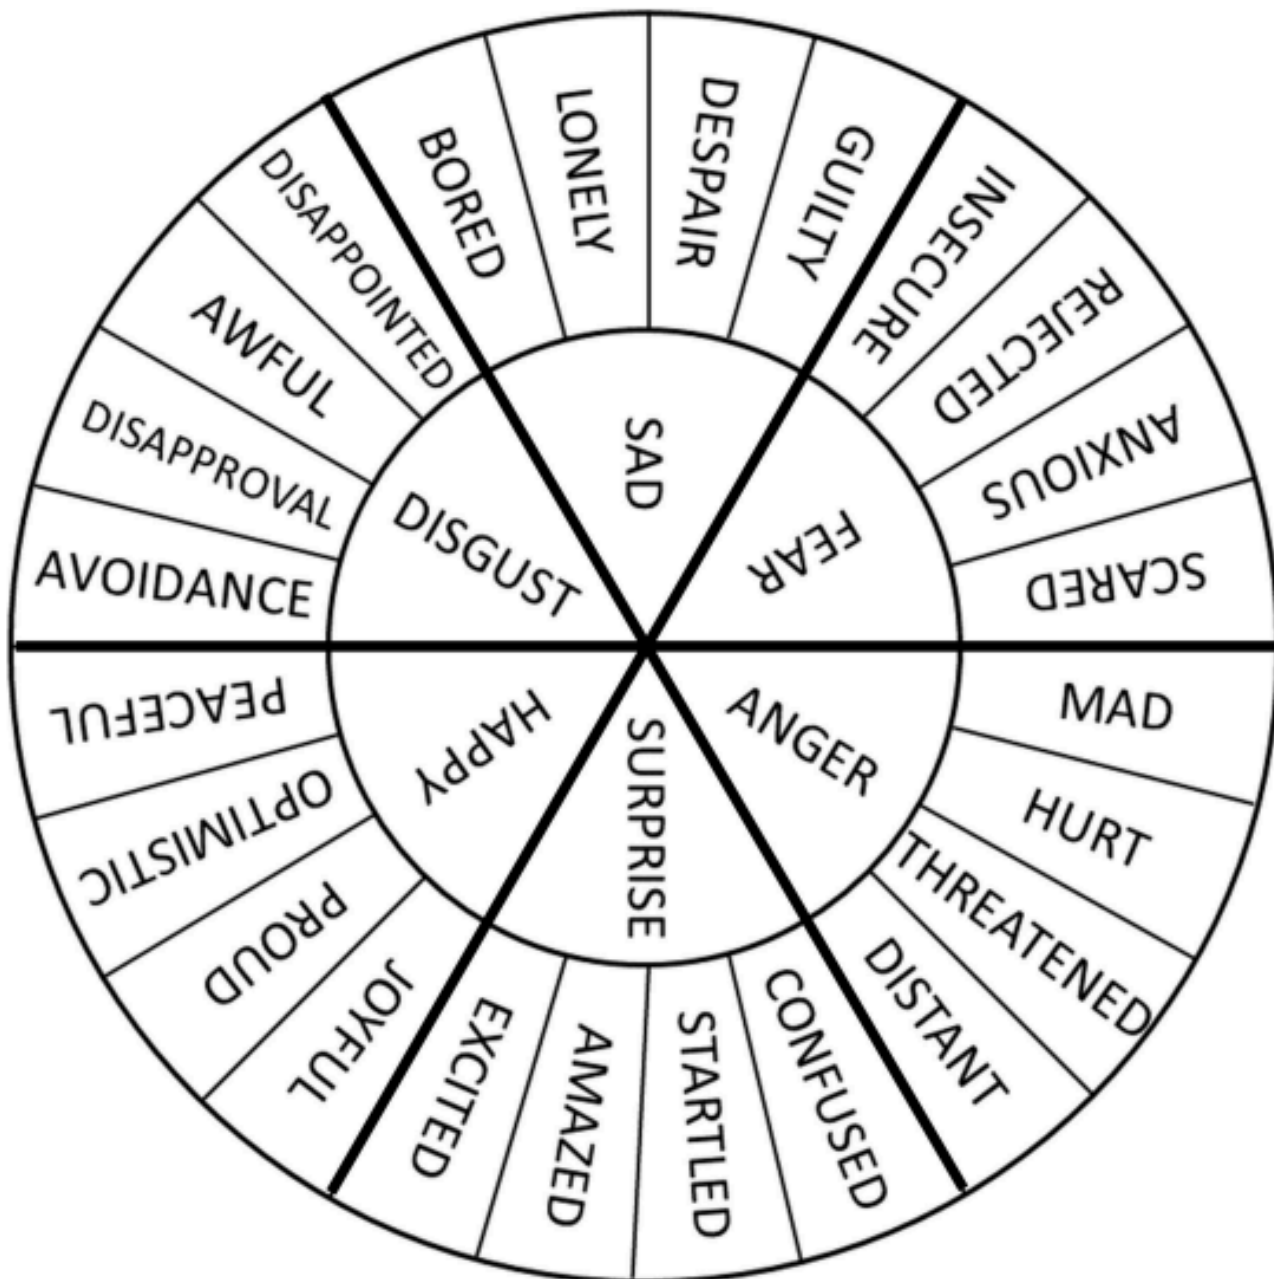 SAD
BORED
LONELY
DESPAIR
GUILTY
FEAR
INSECURE
REJECTED
ANXIOUS
SCARED
ANGER
MAD
HURT
THREATENED
DISTANT
SURPRISE
CONFUSED
STARTLED
AMAZED
EXCITED
HAPPY
JOYFUL
PROUD
OPTIMISTIC
PEACEFUL
DISGUST
AVOIDANCE
DISAPPROVAL
AWFUL
DISAPPOINTED